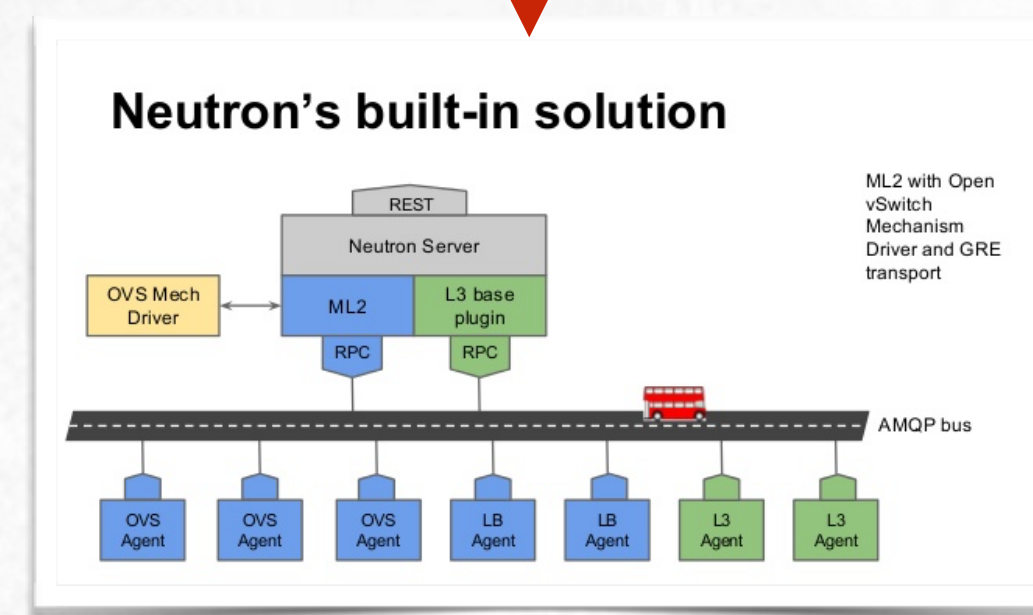 Neutron’s built-in solution
ML2 with Open
vSwitch
Mechanism
Driver and GRE
transport
REST
Neutron Server
OVS Mech
Driver
ML2
L3 base
plugin
RPC
RPC
AMQP bus
OVS
Agent
OVS
Agent
OVS
Agent
LB
Agent
LB
Agent
L3
Agent
L3
Agent